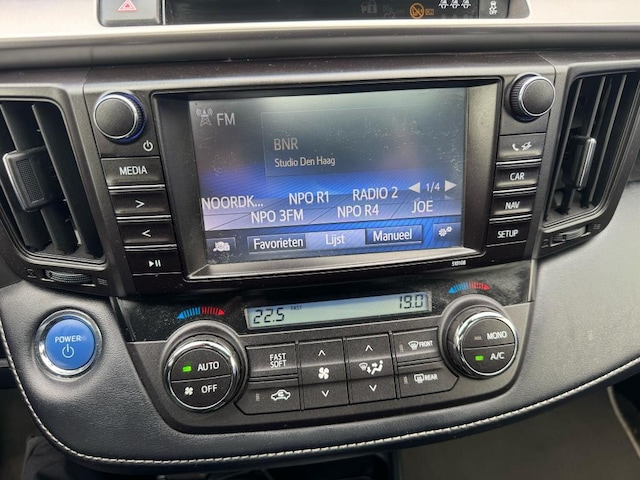 FM
BNR
Studio Den Haag
NOORDK... NPO R1 RADIO 2 1/4
NPO 3FM NPO R4 JOE
Favorieten Lijst Manueel
MEDIA
CAR
NAV
SETUP
22.5 FAST 19.0
POWER
AUTO
OFF
FAST
SOFT
FRONT
REAR
MONO
A/C